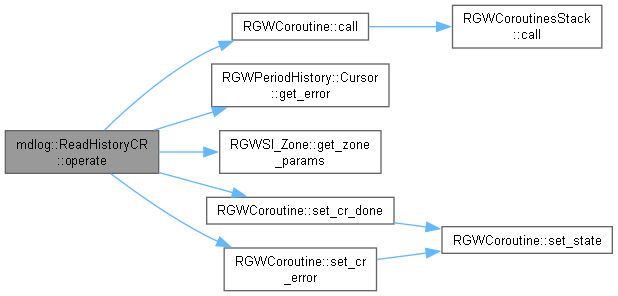 RGWCoroutine::call
RGWCoroutinesStack
::call
RGWPeriodHistory::Cursor
::get_error
mdlog::ReadHistoryCR
::operate
RGWSI_Zone::get_zone
_params
RGWCoroutine::set_cr_done
RGWCoroutine::set_state
RGWCoroutine::set_cr
_error